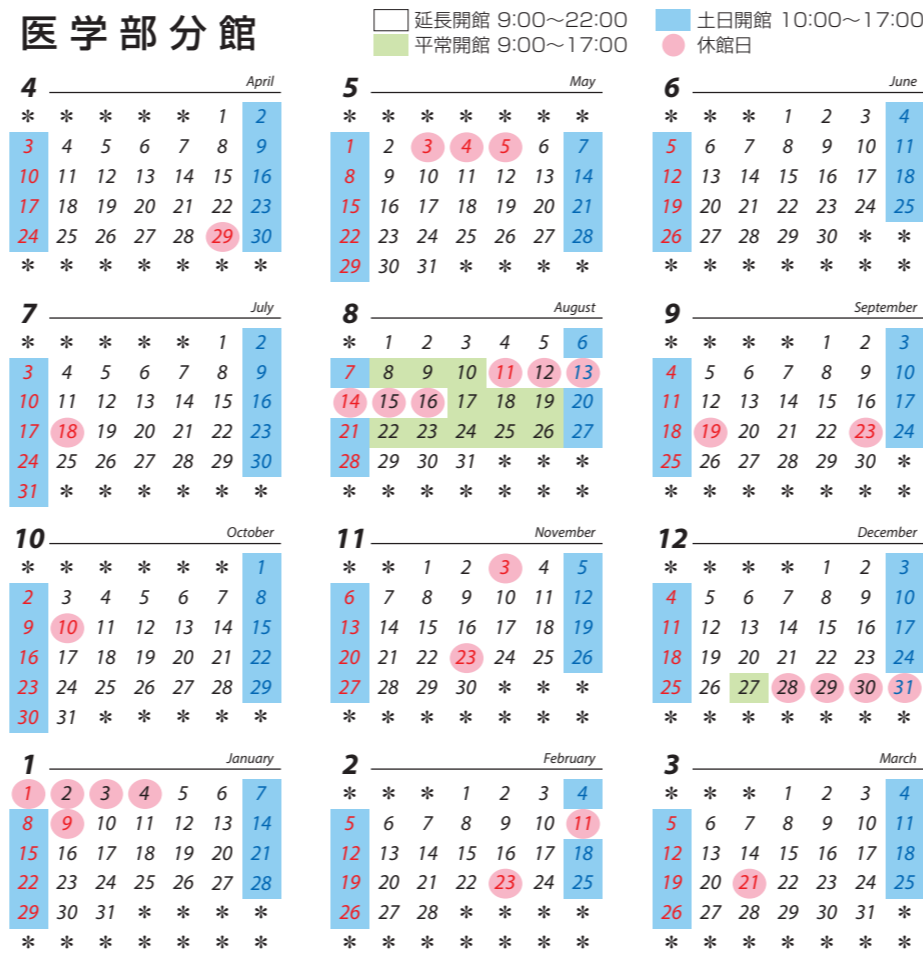 医学部分館
延長開館 9:00〜22:00 土日開館 10:00〜17:00
平常開館 9:00〜17:00 休館日
4 April
* * * * * 1 2
3 4 5 6 7 8 9
10 11 12 13 14 15 16
17 18 19 20 21 22 23
24 25 26 27 28 29 30
* * * * * * *
5 May
* * * * * * *
1 2 3 4 5 6 7
8 9 10 11 12 13 14
15 16 17 18 19 20 21
22 23 24 25 26 27 28
29 30 31 * * * *
6 June
* * * 1 2 3 4
5 6 7 8 9 10 11
12 13 14 15 16 17 18
19 20 21 22 23 24 25
26 27 28 29 30 * *
* * * * * * *
7 July
* * * * * 1 2
3 4 5 6 7 8 9
10 11 12 13 14 15 16
17 18 19 20 21 22 23
24 25 26 27 28 29 30
31 * * * * * *
8 August
* 1 2 3 4 5 6
7 8 9 10 11 12 13
14 15 16 17 18 19 20
21 22 23 24 25 26 27
28 29 30 31 * * *
* * * * * * *
9 September
* * * * 1 2 3
4 5 6 7 8 9 10
11 12 13 14 15 16 17
18 19 20 21 22 23 24
25 26 27 28 29 30 *
* * * * * * *
10 October
* * * * * * 1
2 3 4 5 6 7 8
9 10 11 12 13 14 15
16 17 18 19 20 21 22
23 24 25 26 27 28 29
30 31 * * * * *
11 November
* * 1 2 3 4 5
6 7 8 9 10 11 12
13 14 15 16 17 18 19
20 21 22 23 24 25 26
27 28 29 30 * * *
* * * * * * *
12 December
* * * * 1 2 3
4 5 6 7 8 9 10
11 12 13 14 15 16 17
18 19 20 21 22 23 24
25 26 27 28 29 30 31
* * * * * * *
1 January
1 2 3 4 5 6 7
8 9 10 11 12 13 14
15 16 17 18 19 20 21
22 23 24 25 26 27 28
29 30 31 * * * *
* * * * * * *
2 February
* * * 1 2 3 4
5 6 7 8 9 10 11
12 13 14 15 16 17 18
19 20 21 22 23 24 25
26 27 28 * * * *
* * * * * * *
3 March
* * * 1 2 3 4
5 6 7 8 9 10 11
12 13 14 15 16 17 18
19 20 21 22 23 24 25
26 27 28 29 30 31 *
* * * * * * *